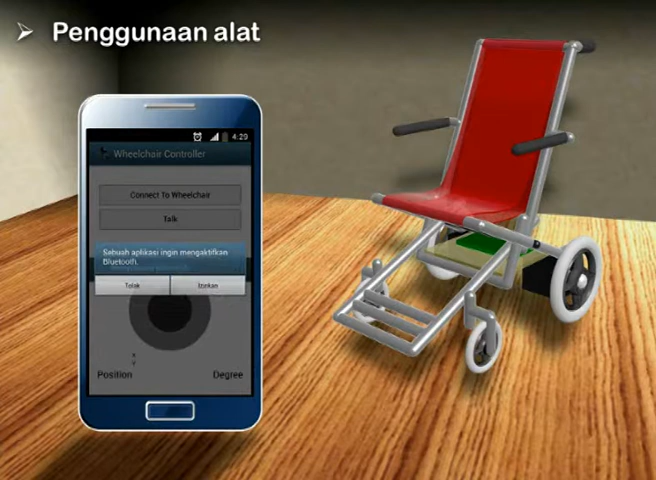 Penggunaan alat
4:29
Wheelchair Controller
Connect To Wheelchair
Talk
Sebuah aplikasi ingin mengaktifkan
Bluetooth.
Tolak
Izinkan
Position
Degree